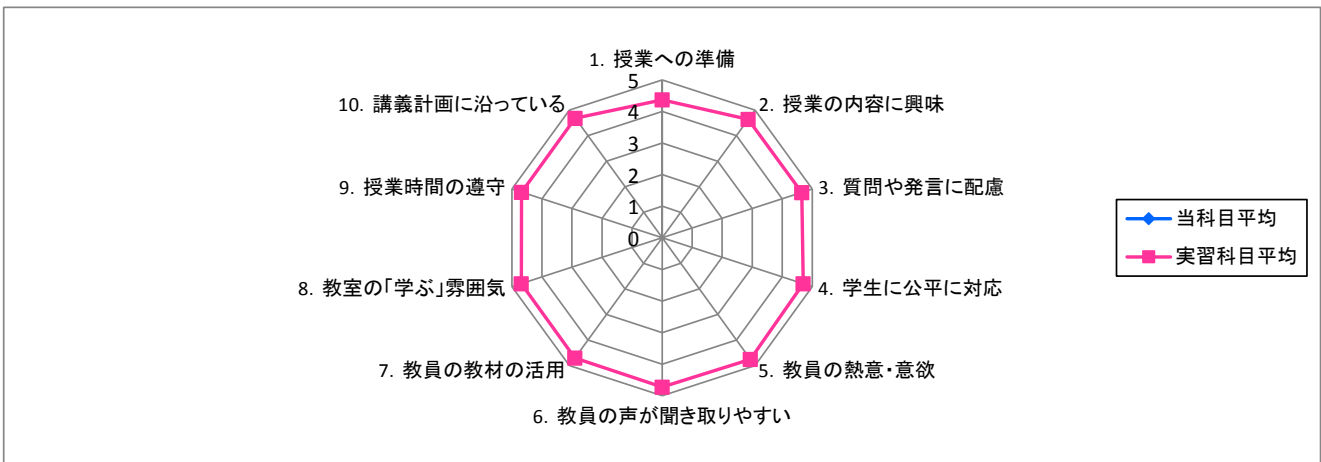 1. 授業への準備
2. 授業の内容に興味
3. 質問や発言に配慮
4. 学生に公平に対応
5. 教員の熱意・意欲
6. 教員の声が聞き取りやすい
7. 教員の教材の活用
8. 教室の「学ぶ」雰囲気
9. 授業時間の遵守
10. 講義計画に沿っている
5
4
3
2
1
0
当科目平均
実習科目平均